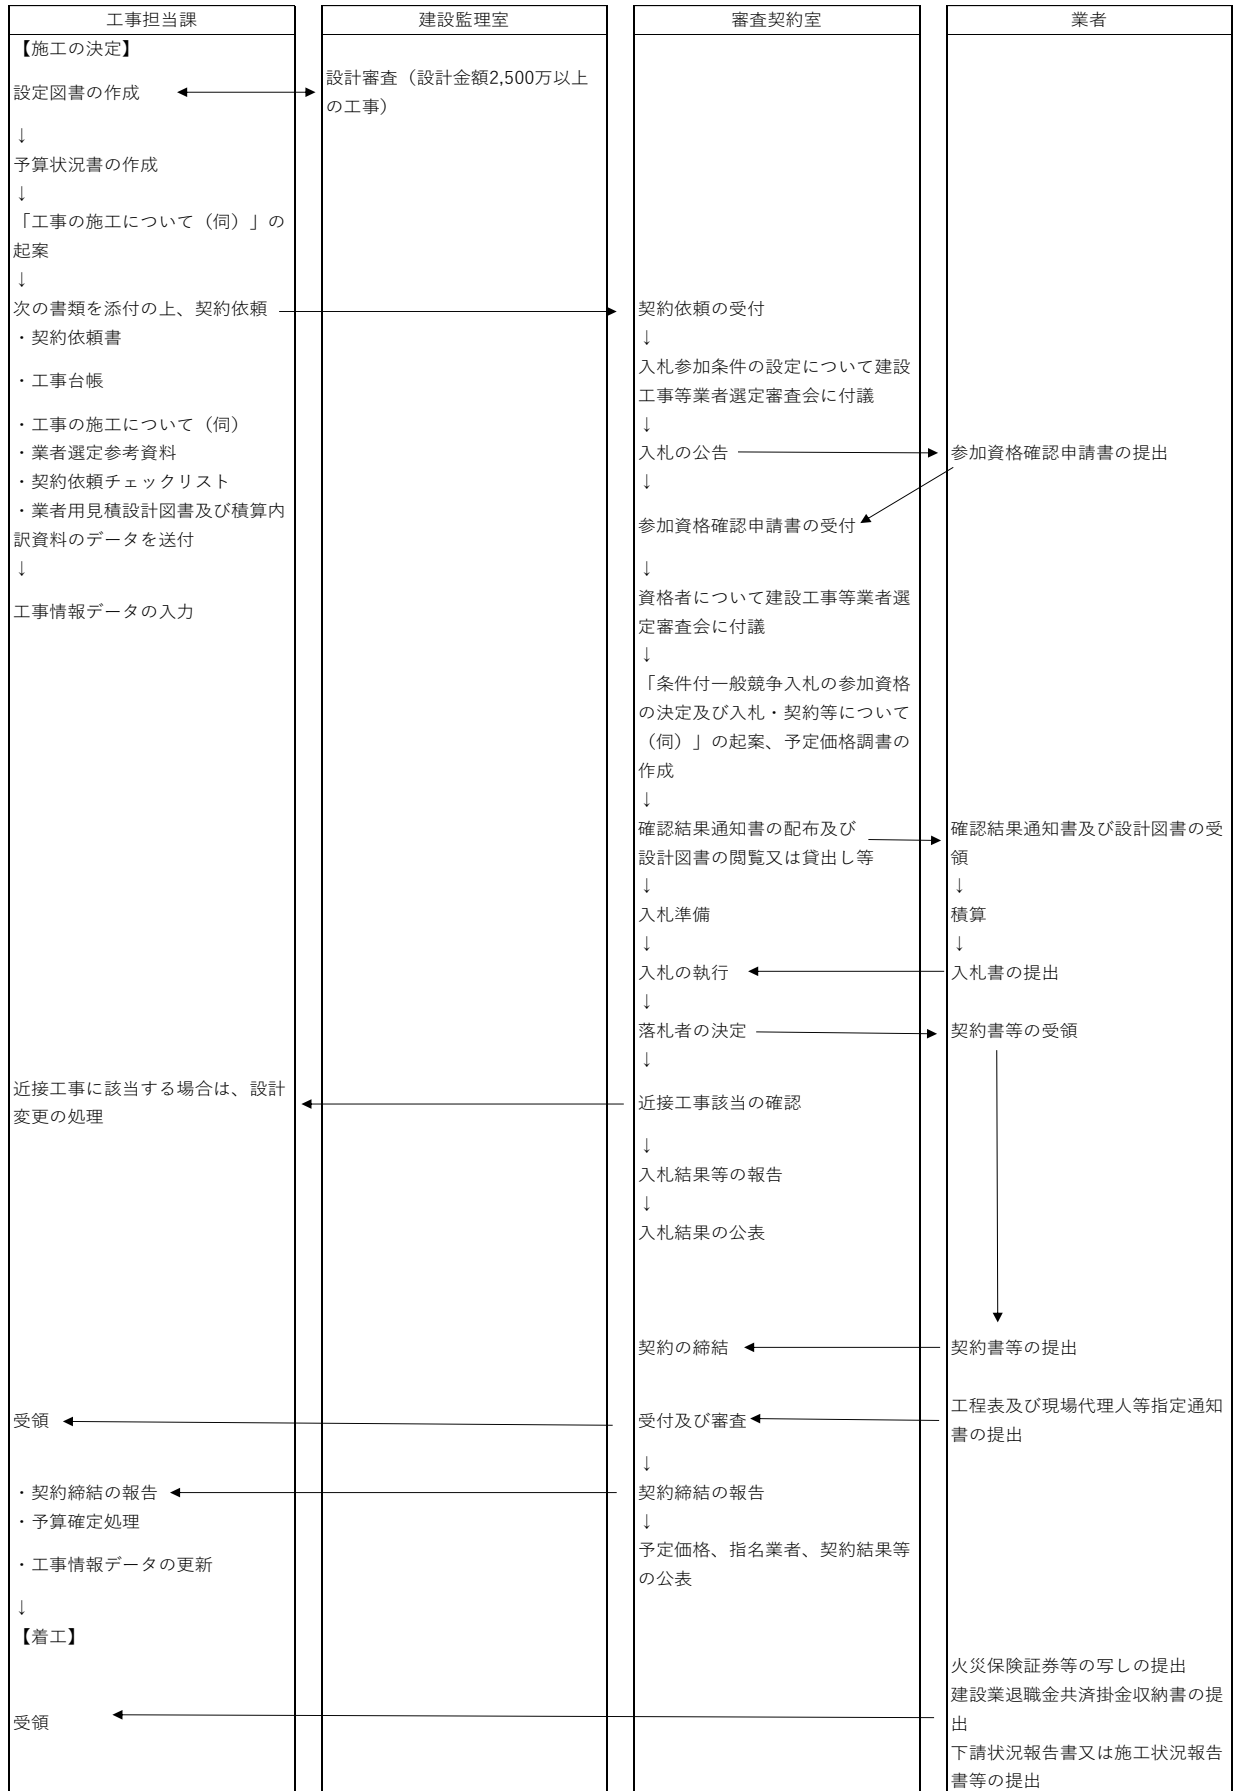 工事担当課
【施工の決定】
設定図書の作成
↓
予算状況書の作成
↓
「工事の施工について（伺）」の
起案
↓
次の書類を添付の上、契約依頼
・契約依頼書
・工事台帳
・工事の施工について（伺）
・業者選定参考資料
・契約依頼チェックリスト
・業者用見積設計図書及び積算内
訳資料のデータを送付
↓
工事情報データの入力
近接工事に該当する場合は、設計
変更の処理
受領
・契約締結の報告
・予算確定処理
・工事情報データの更新
↓
【着工】
受領
建設監理室
設計審査（設計金額2,500万以上
の工事）
審査契約室
契約依頼の受付
↓
入札参加条件の設定について建設
工事等業者選定審査会に付議
↓
入札の公告
↓
参加資格確認申請書の受付
↓
資格者について建設工事等業者選
定審査会に付議
↓
「条件付一般競争入札の参加資格
の決定及び入札・契約等について
（伺）」の起案、予定価格調書の
作成
↓
確認結果通知書の配布及び
設計図書の閲覧又は貸出し等
↓
入札準備
↓
入札の執行
↓
落札者の決定
↓
近接工事該当の確認
↓
入札結果等の報告
↓
入札結果の公表
契約の締結
受付及び審査
↓
契約締結の報告
↓
予定価格、指名業者、契約結果等
の公表
業者
参加資格確認申請書の提出
確認結果通知書及び設計図書の受
領
↓
積算
↓
入札書の提出
契約書等の受領
契約書等の提出
工程表及び現場代理人等指定通知
書の提出
火災保険証券等の写しの提出
建設業退職金共済掛金収納書の提
出
下請状況報告書又は施工状況報告
書等の提出